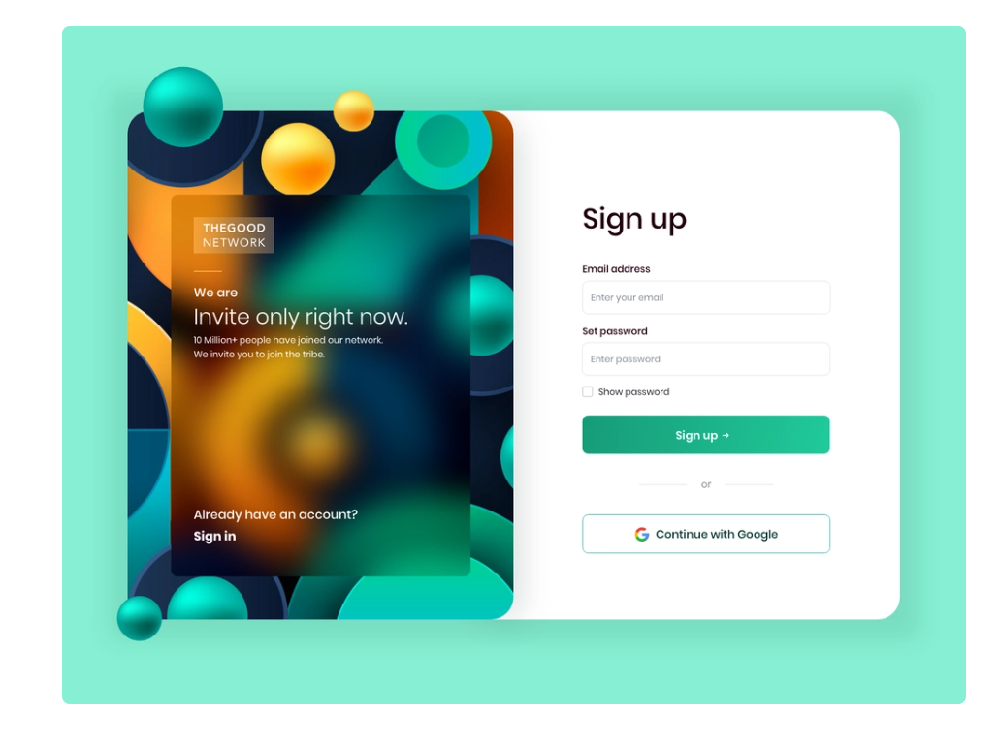 THEGOOD
NETWORK
We are
Invite only right now.
10 Million+ people have joined our network.
We invite you to join the tribe.
Already have an account?
Sign in
Sign up
Email address
Enter your email
Set password
Enter password
Show password
Sign up →
or
Continue with Google